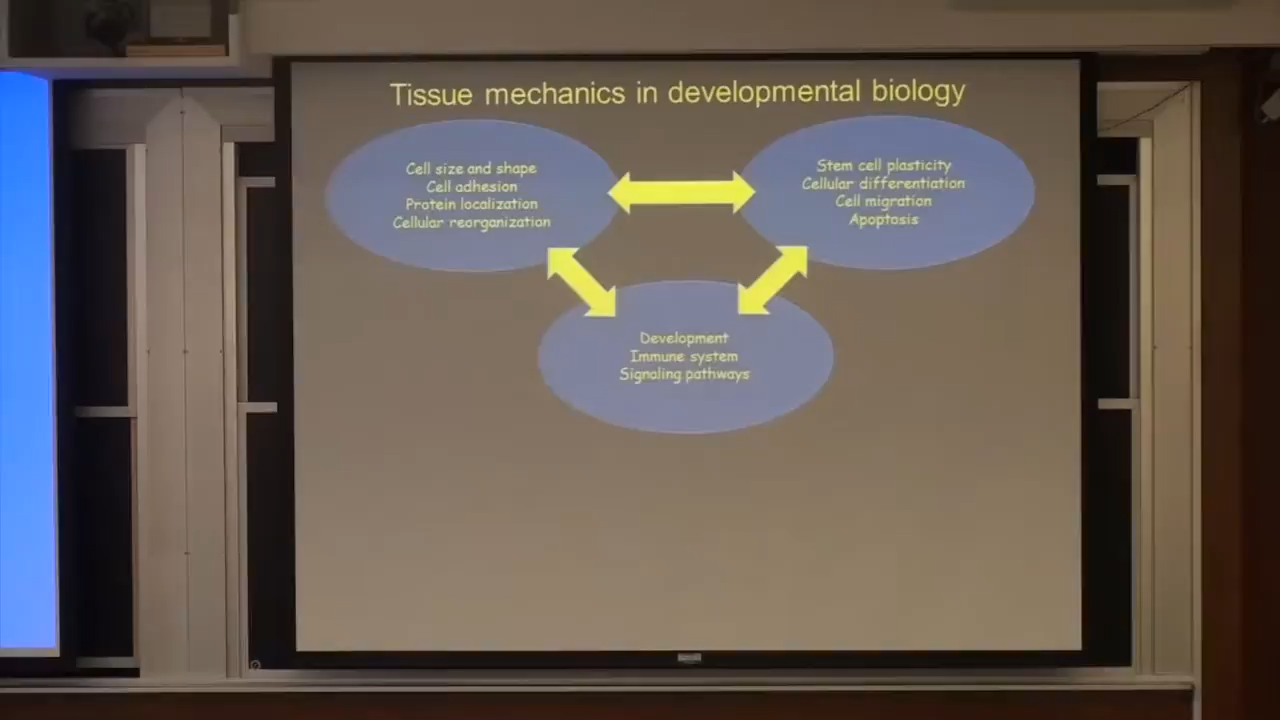 Tissue mechanics in developmental biology
Cell size and shape
Cell adhesion
Protein localization
Cellular reorganization
Stem cell plasticity
Cellular differentiation
Cell migration
Apoptosis
Development
Immune system
Signaling pathways